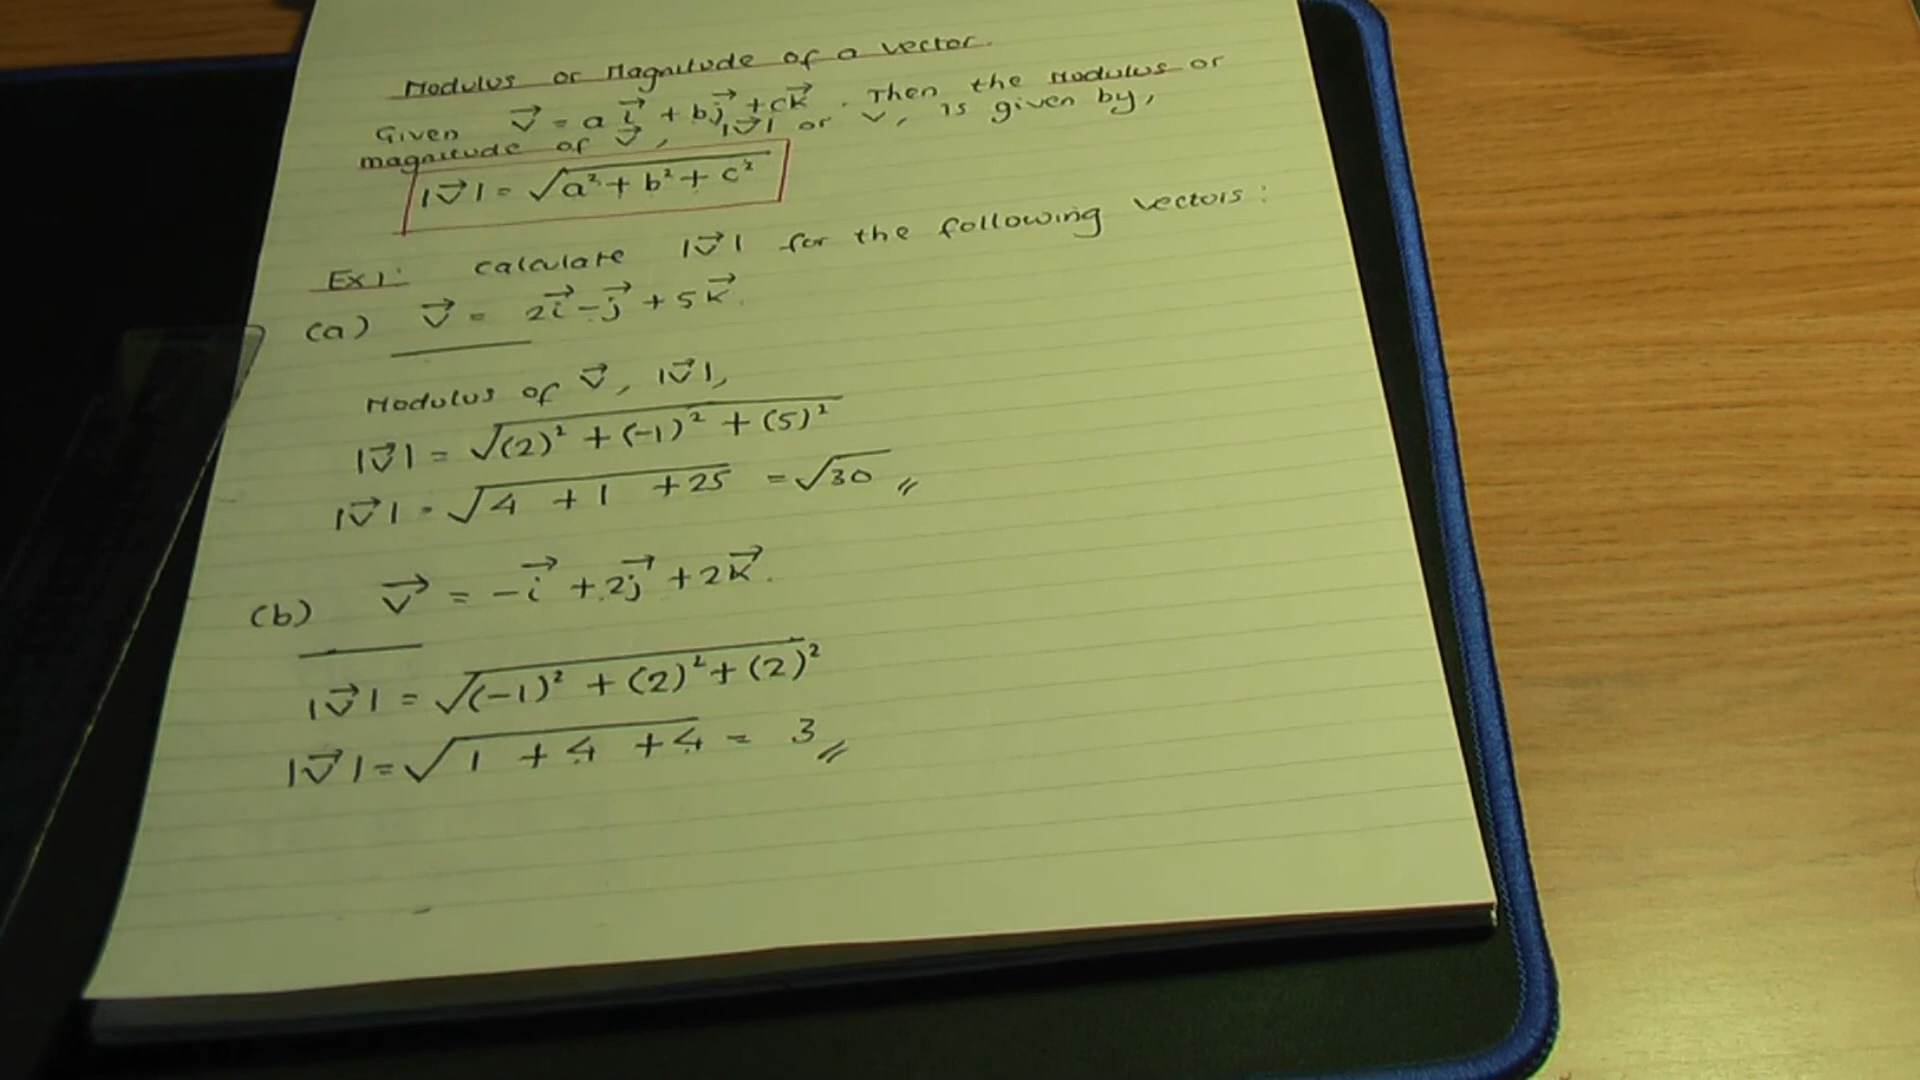 Modulus or Magnitude of a vector.
Given v⃗ = a i⃗ + b j⃗ + c k⃗ . Then the Modulus or
magnitude of v⃗ , |v⃗| or v, is given by,
|v⃗| = √(a² + b² + c²)
Ex1: Calculate |v⃗| for the following vectors:
(a) v⃗ = 2i⃗ - j⃗ + 5k⃗.
Modulus of v⃗ , |v⃗|,
|v⃗| = √((2)² + (-1)² + (5)²)
|v⃗| = √(4 + 1 + 25) = √30 //
(b) v⃗ = -i⃗ + 2j⃗ + 2k⃗.
|v⃗| = √((-1)² + (2)² + (2)²)
|v⃗| = √(1 + 4 + 4) = 3 //